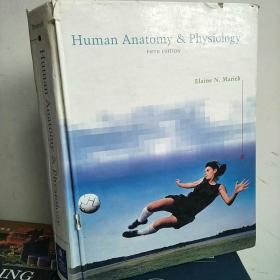 Human Anatomy & Physiology
FIFTH EDITION
Elaine N. Marieb
Human Anatomy & Physiology
ING